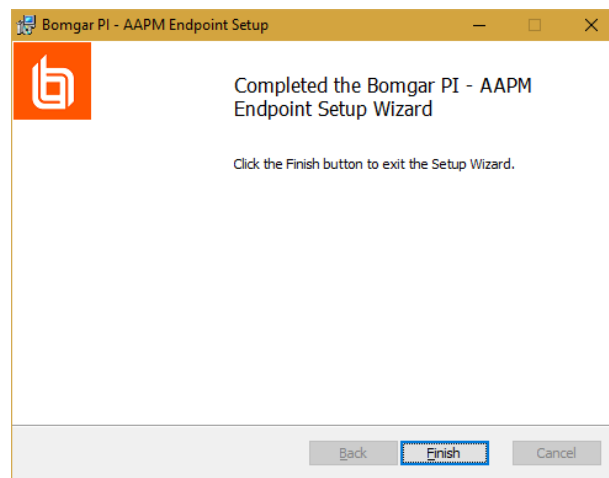 Bomgar PI - AAPM Endpoint Setup
Completed the Bomgar PI - AAPM
Endpoint Setup Wizard
Click the Finish button to exit the Setup Wizard.
Back Finish Cancel